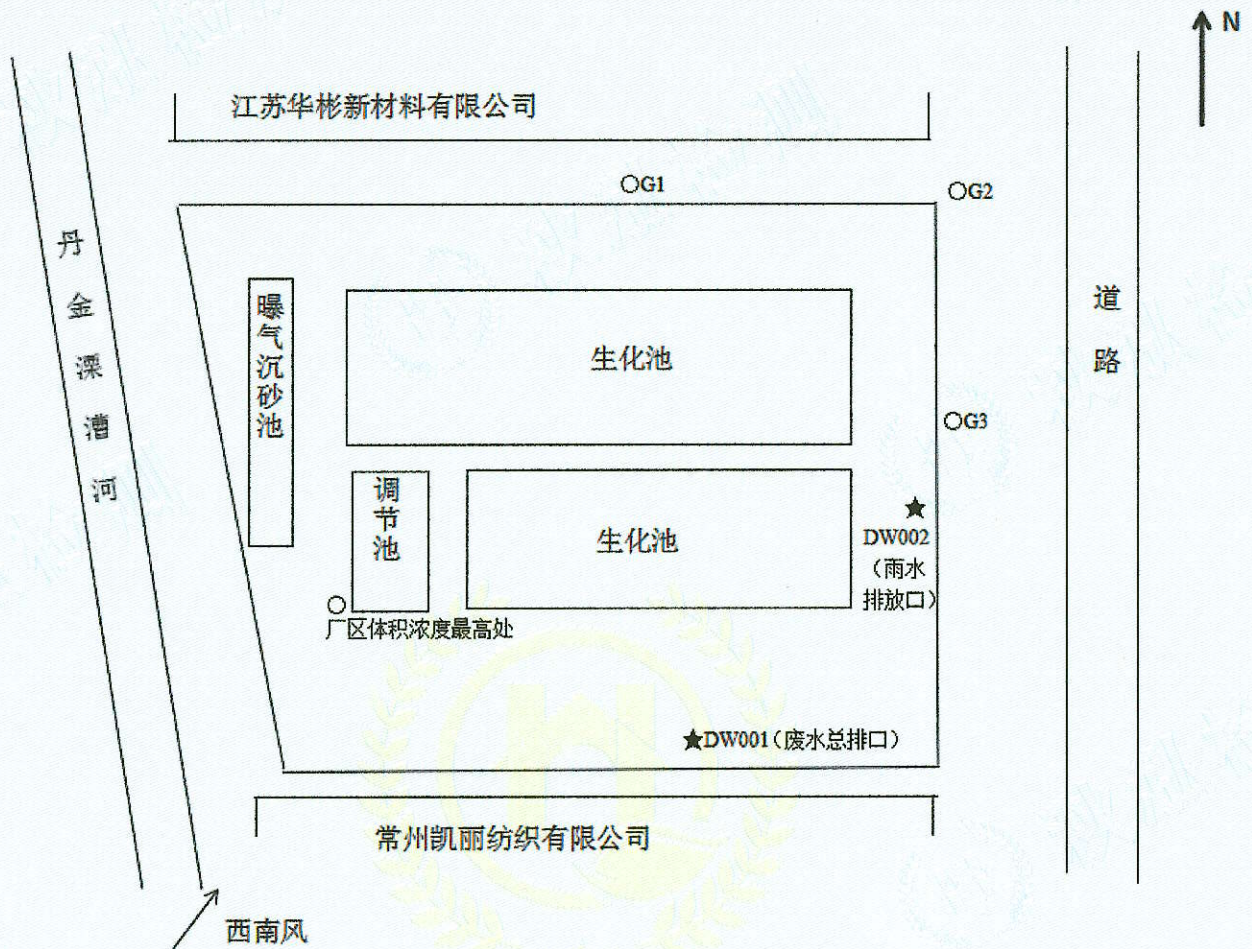 N
江苏华彬新材料有限公司
○G1
○G2
丹金溧漕河
曝气沉砂池
生化池
道路
○G3
调节池
生化池
★
DW002
（雨水
排放口）
○
厂区体积浓度最高处
★DW001（废水总排口）
常州凯丽纺织有限公司
西南风